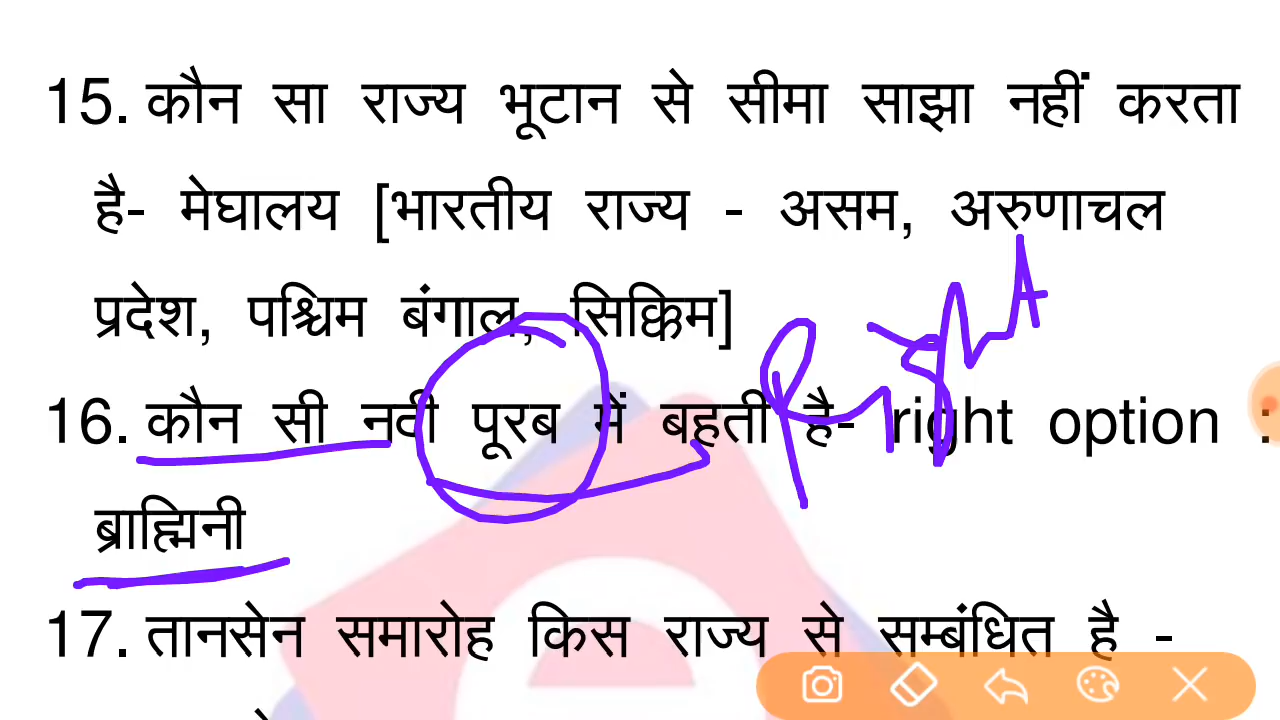 15. कौन सा राज्य भूटान से सीमा साझा नहीं करता
है- मेघालय [भारतीय राज्य - असम, अरुणाचल
प्रदेश, पश्चिम बंगाल, सिक्किम]
Right
16. कौन सी नदी पूरब में बहती है- right option :
ब्राह्मिनी
17. तानसेन समारोह किस राज्य से सम्बंधित है -